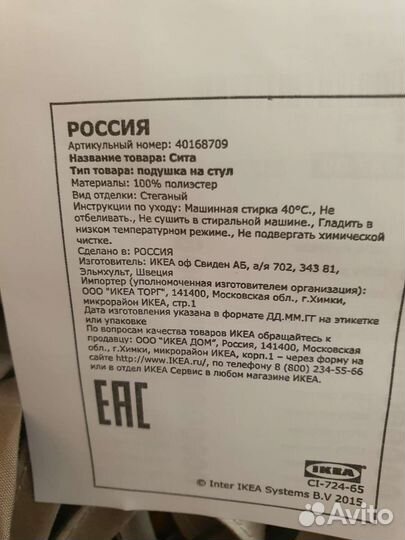 РОССИЯ
Артикульный номер: 40168709
Название товара: Сита
Тип товара: подушка на стул
Материалы: 100% полиэстер
Вид отделки: Стеганый
Инструкции по уходу: Машинная стирка 40°C., Не
отбеливать., Не сушить в стиральной машине., Гладить в
низком температурном режиме., Не подвергать химической
чистке.
Сделано в: РОССИЯ
Изготовитель: ИКЕА оф Свиден АБ, а/я 702, 343 81,
Эльмхульт, Швеция
Импортер (уполномоченная изготовителем организация):
ООО "ИКЕА ТОРГ", 141400, Московская обл., г.Химки,
микрорайон ИКЕА, стр.1
Дата изготовления указана в формате ДД.ММ.ГГ на этикетке
или упаковке
По вопросам качества товаров ИКЕА обращайтесь к
продавцу: ООО "ИКЕА ДОМ", Россия, 141400, Московская
обл., г.Химки, микрорайон ИКЕА, корп.1 – через форму на
сайте http://www.IKEA.ru/, по телефону 8 (800) 234-55-66
или в отдел ИКЕА Сервис в любом магазине ИКЕА.
EAC
IKEA
CI-724-65
© Inter IKEA Systems B.V 2015
Avito